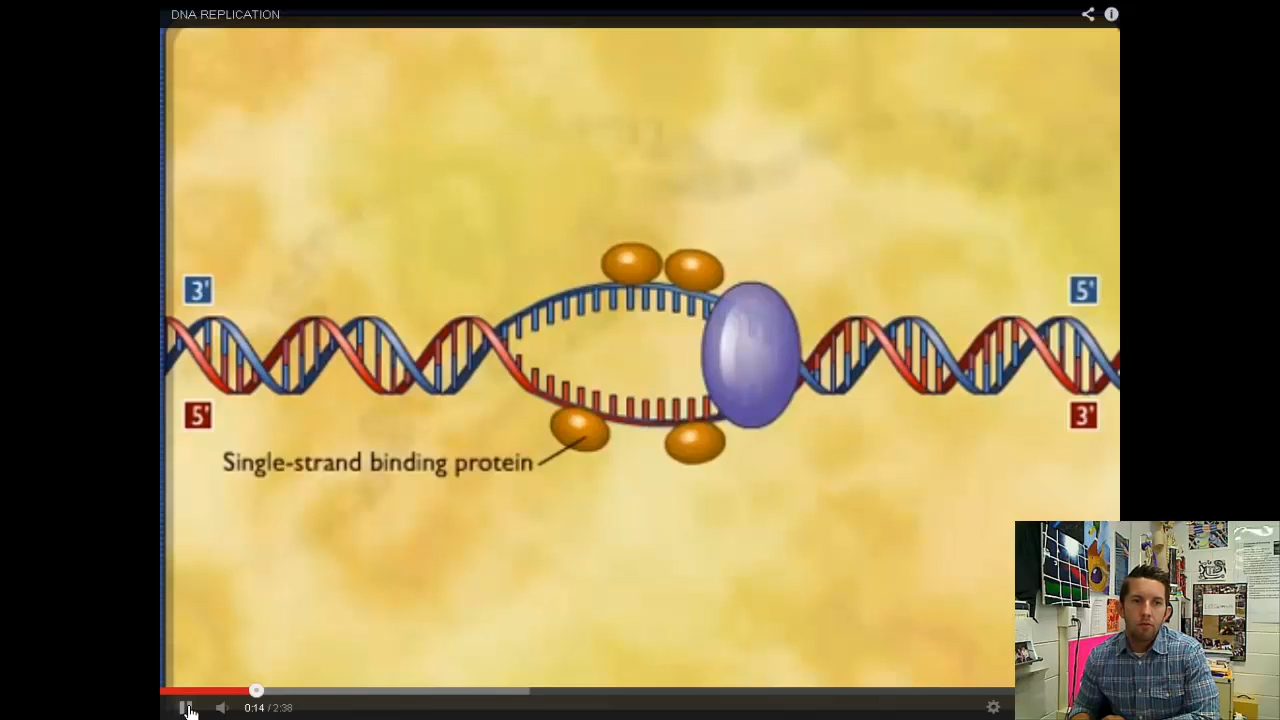 DNA REPLICATION
3'
5'
5'
3'
Single-strand binding protein
0:14 / 2:38